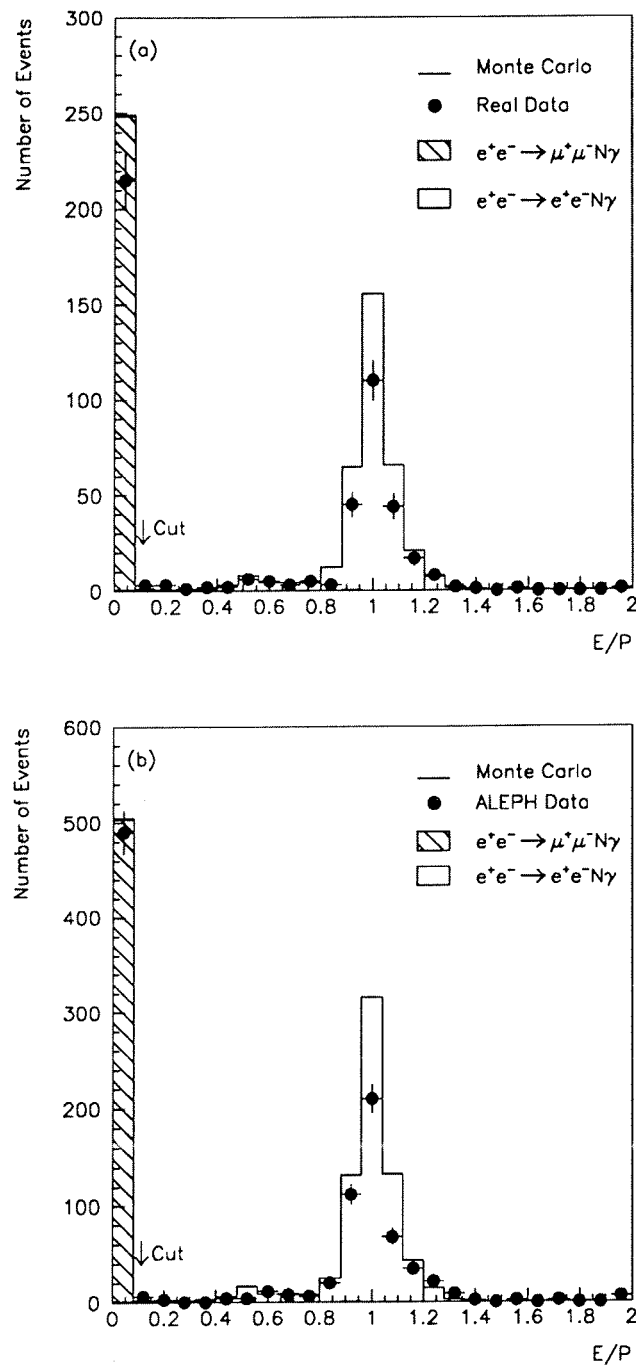 300
(a)
Number of Events
Monte Carlo
Real Data
e⁺e⁻→μ⁺μ⁻Nγ
e⁺e⁻→e⁺e⁻Nγ
250
200
150
100
50
0
↓Cut
0 0.2 0.4 0.6 0.8 1 1.2 1.4 1.6 1.8 2
E/P
600
(b)
Number of Events
Monte Carlo
ALEPH Data
e⁺e⁻→μ⁺μ⁻Nγ
e⁺e⁻→e⁺e⁻Nγ
500
400
300
200
100
0
↓Cut
0 0.2 0.4 0.6 0.8 1 1.2 1.4 1.6 1.8 2
E/P